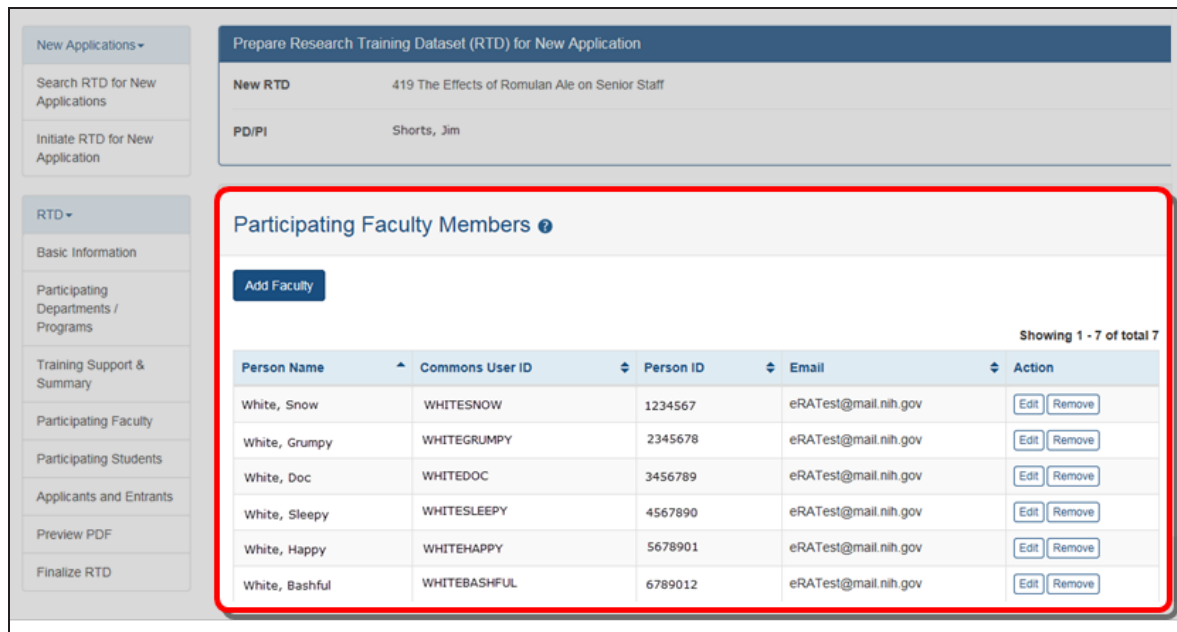 New Applications
Search RTD for New
Applications
Initiate RTD for New
Application
RTD
Basic Information
Participating
Departments /
Programs
Training Support &
Summary
Participating Faculty
Participating Students
Applicants and Entrants
Preview PDF
Finalize RTD
Prepare Research Training Dataset (RTD) for New Application
New RTD 419 The Effects of Romulan Ale on Senior Staff
PD/PI Shorts, Jim
Participating Faculty Members ?
Add Faculty
Showing 1 - 7 of total 7
Person Name Commons User ID Person ID Email Action
White, Snow WHITESNOW 1234567 eRATest@mail.nih.gov Edit Remove
White, Grumpy WHITEGRUMPY 2345678 eRATest@mail.nih.gov Edit Remove
White, Doc WHITEDOC 3456789 eRATest@mail.nih.gov Edit Remove
White, Sleepy WHITESLEEPY 4567890 eRATest@mail.nih.gov Edit Remove
White, Happy WHITEHAPPY 5678901 eRATest@mail.nih.gov Edit Remove
White, Bashful WHITEBASHFUL 6789012 eRATest@mail.nih.gov Edit Remove